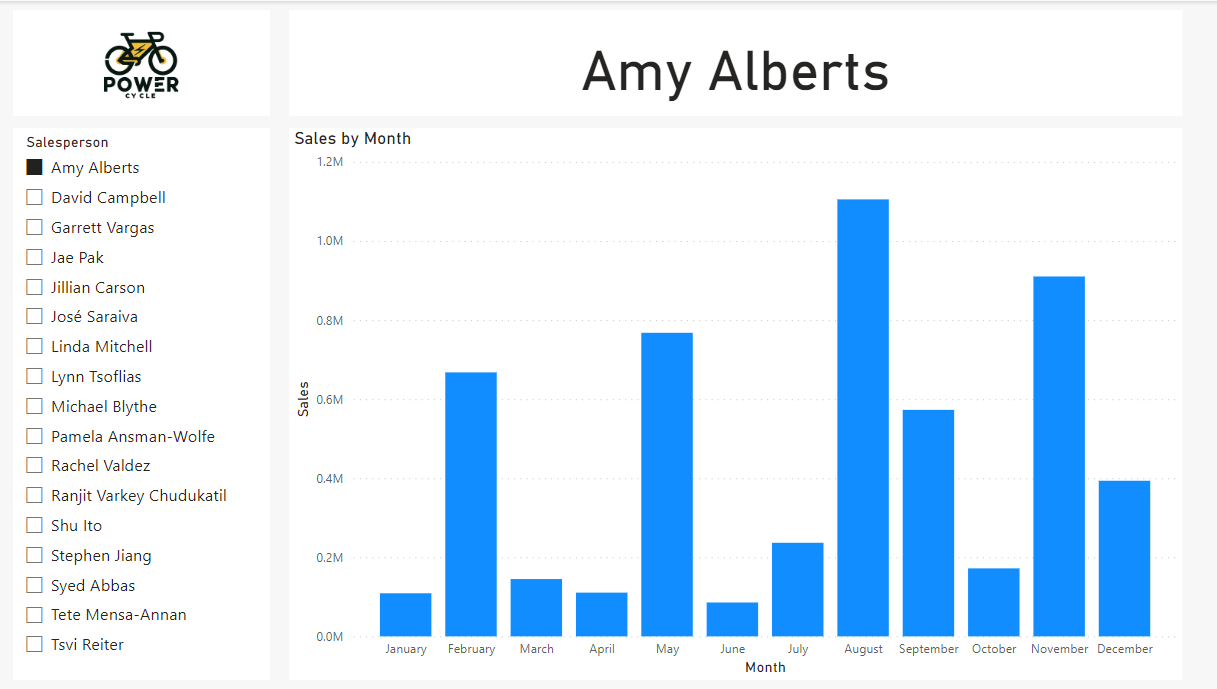 POWER
CYCLE
Amy Alberts
Salesperson
Amy Alberts
David Campbell
Garrett Vargas
Jae Pak
Jillian Carson
José Saraiva
Linda Mitchell
Lynn Tsoflias
Michael Blythe
Pamela Ansman-Wolfe
Rachel Valdez
Ranjit Varkey Chudukatil
Shu Ito
Stephen Jiang
Syed Abbas
Tete Mensa-Annan
Tsvi Reiter
Sales by Month
1.2M
1.0M
0.8M
0.6M
0.4M
0.2M
0.0M
Sales
January February March April May June July August September October November December
Month